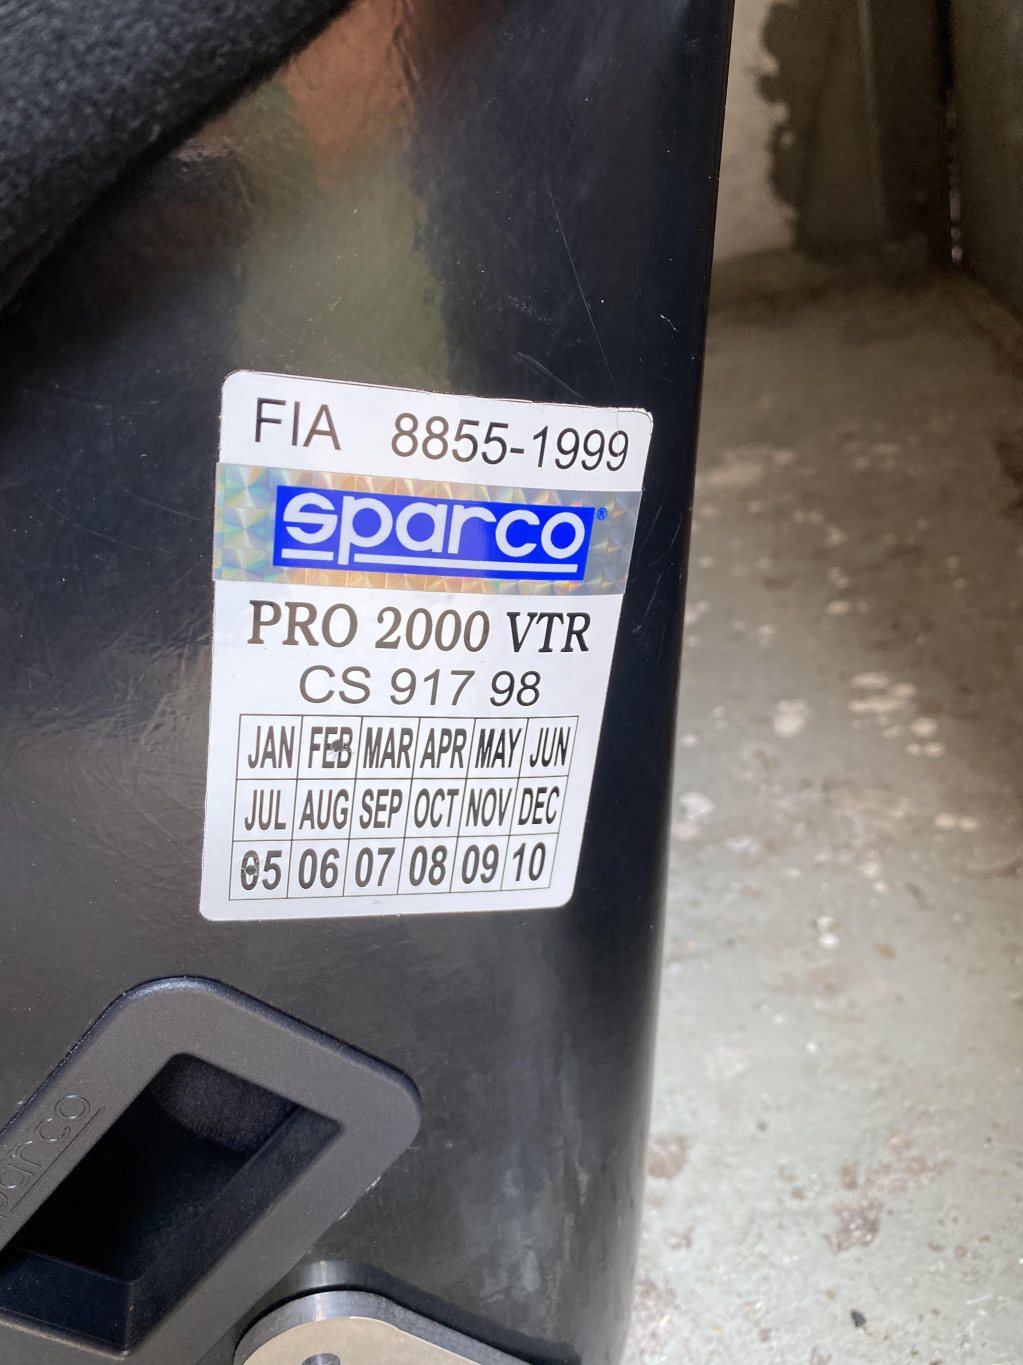 FIA 8855-1999
sparco®
PRO 2000 VTR
CS 917 98
JAN FEB MAR APR MAY JUN
JUL AUG SEP OCT NOV DEC
05 06 07 08 09 10
sparco